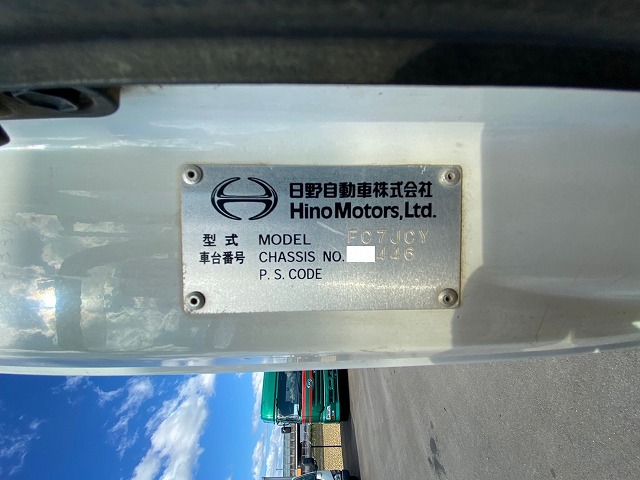 日野自動車株式会社
Hino Motors, Ltd.
型式 MODEL FC7JCY
車台番号 CHASSIS NO. 446
P. S. CODE